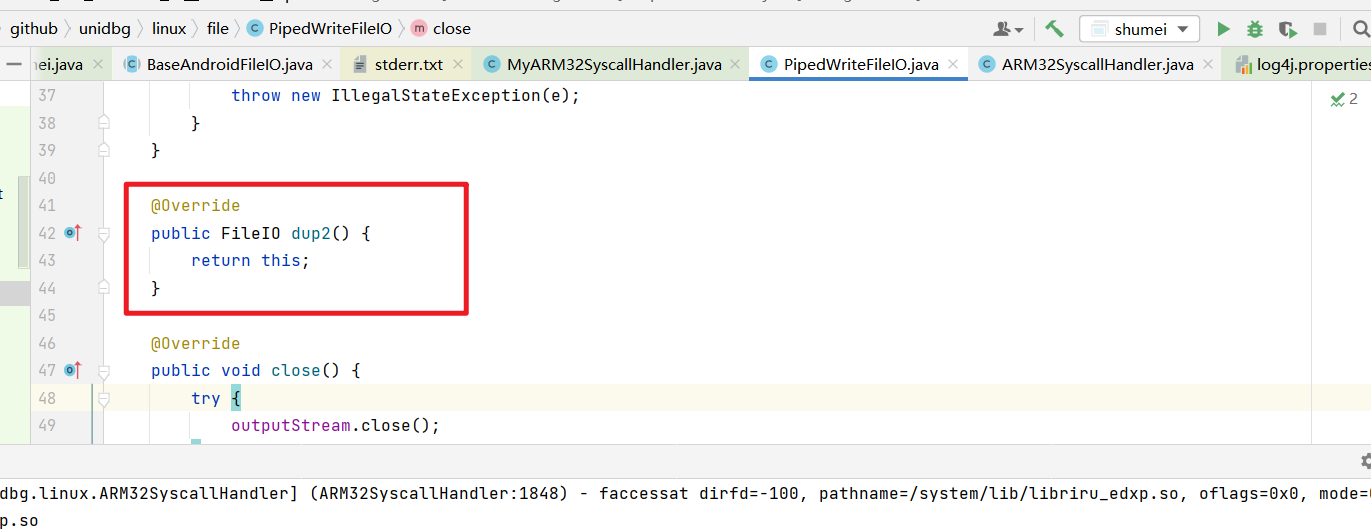 github 〉 unidbg 〉 linux 〉 file 〉 C PipedWriteFileIO 〉 m close
shumei
ei.java BaseAndroidFileIO.java stderr.txt MyARM32SyscallHandler.java PipedWriteFileIO.java ARM32SyscallHandler.java log4j.properties
37 throw new IllegalStateException(e);
38 }
39 }
40
41 @Override
42 public FileIO dup2() {
43 return this;
44 }
45
46 @Override
47 public void close() {
48 try {
49 outputStream.close();
2
dbg.linux.ARM32SyscallHandler] (ARM32SyscallHandler:1848) - faccessat dirfd=-100, pathname=/system/lib/libriru_edxp.so, oflags=0x0, mode=
p.so